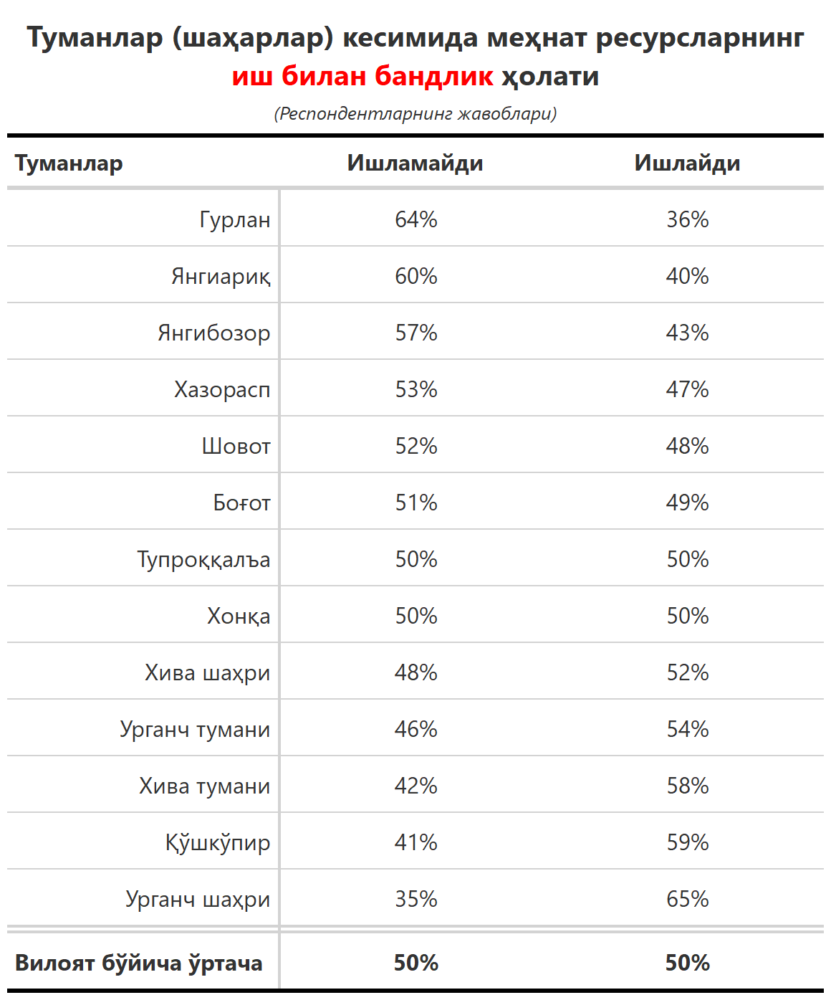 Туманлар (шаҳарлар) кесимида меҳнат ресурсларнинг
иш билан бандлик ҳолати
(Респондентларнинг жавоблари)
Туманлар Ишламайди Ишлайди
Гурлан 64% 36%
Янгиариқ 60% 40%
Янгибозор 57% 43%
Хазорасп 53% 47%
Шовот 52% 48%
Боғот 51% 49%
Тупроққалъа 50% 50%
Хонқа 50% 50%
Хива шаҳри 48% 52%
Урганч тумани 46% 54%
Хива тумани 42% 58%
Қўшкўпир 41% 59%
Урганч шаҳри 35% 65%
Вилоят бўйича ўртача 50% 50%